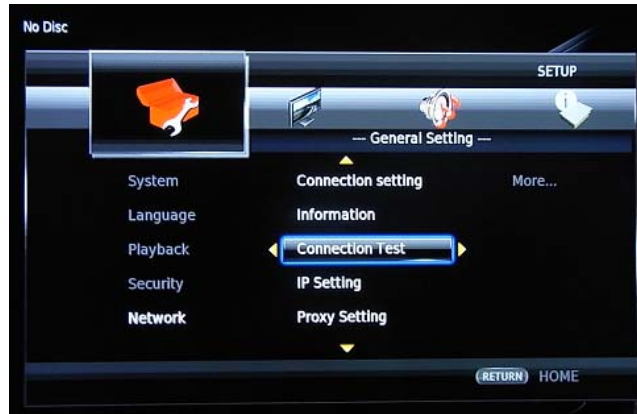 No Disc
SETUP
--- General Setting ---
System
Connection setting
More...
Language
Information
Playback
Connection Test
Security
IP Setting
Network
Proxy Setting
RETURN HOME